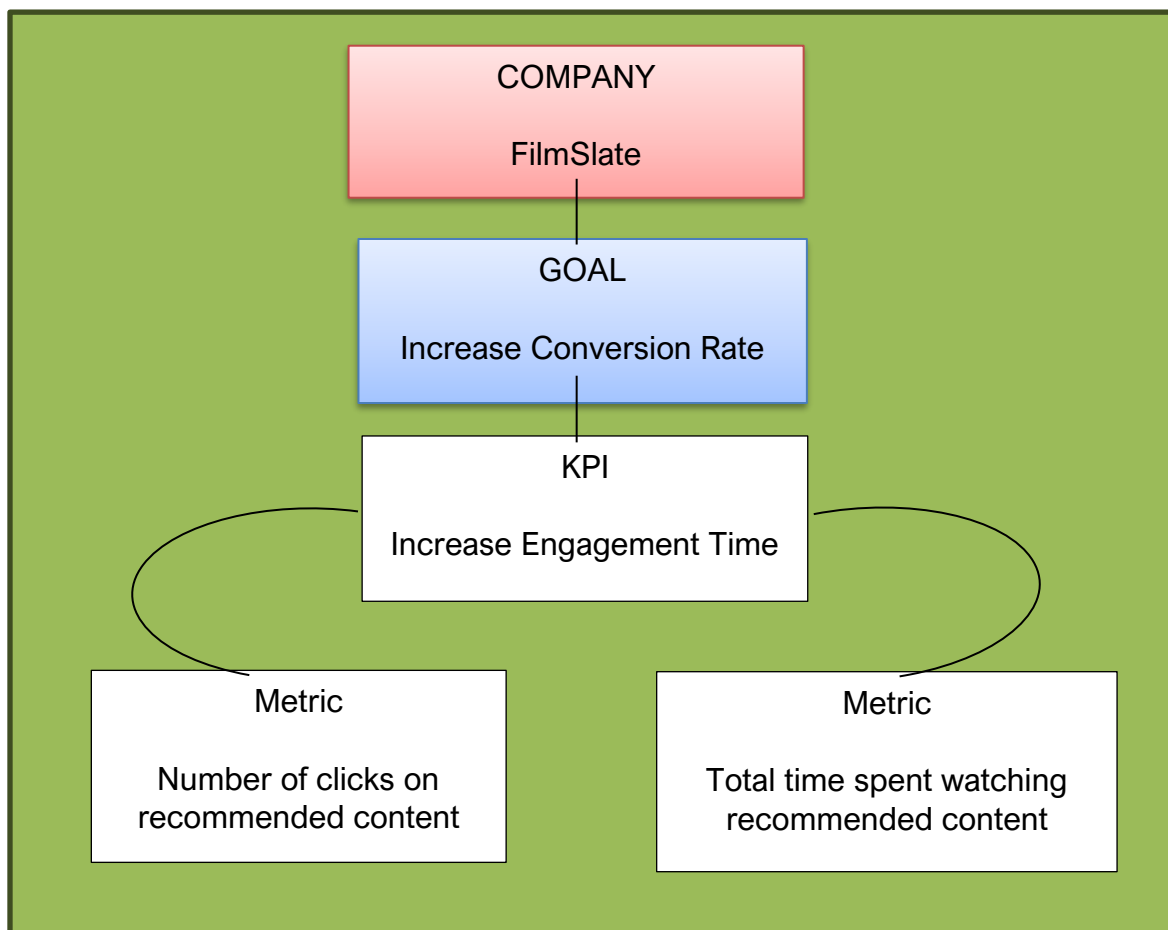 COMPANY
FilmSlate
GOAL
Increase Conversion Rate
KPI
Increase Engagement Time
Metric
Number of clicks on
recommended content
Metric
Total time spent watching
recommended content